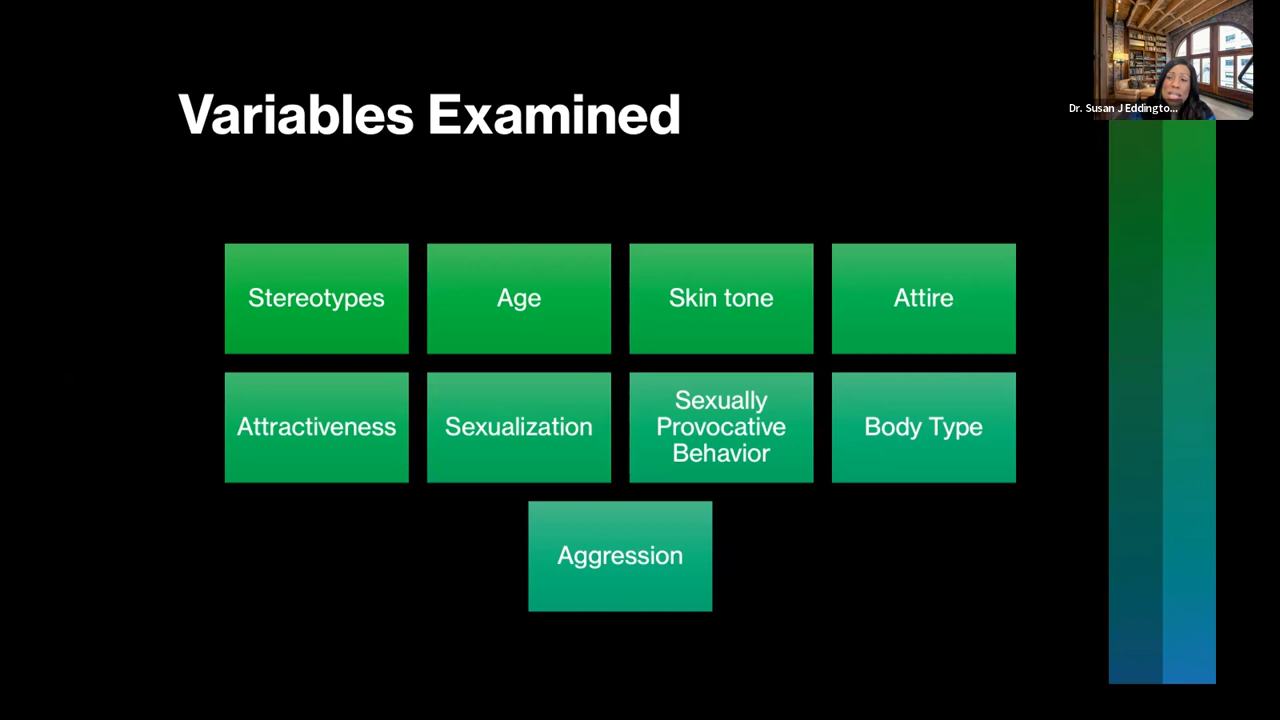 Dr. Susan J Eddingto...
Variables Examined
Stereotypes
Age
Skin tone
Attire
Attractiveness
Sexualization
Sexually
Provocative
Behavior
Body Type
Aggression